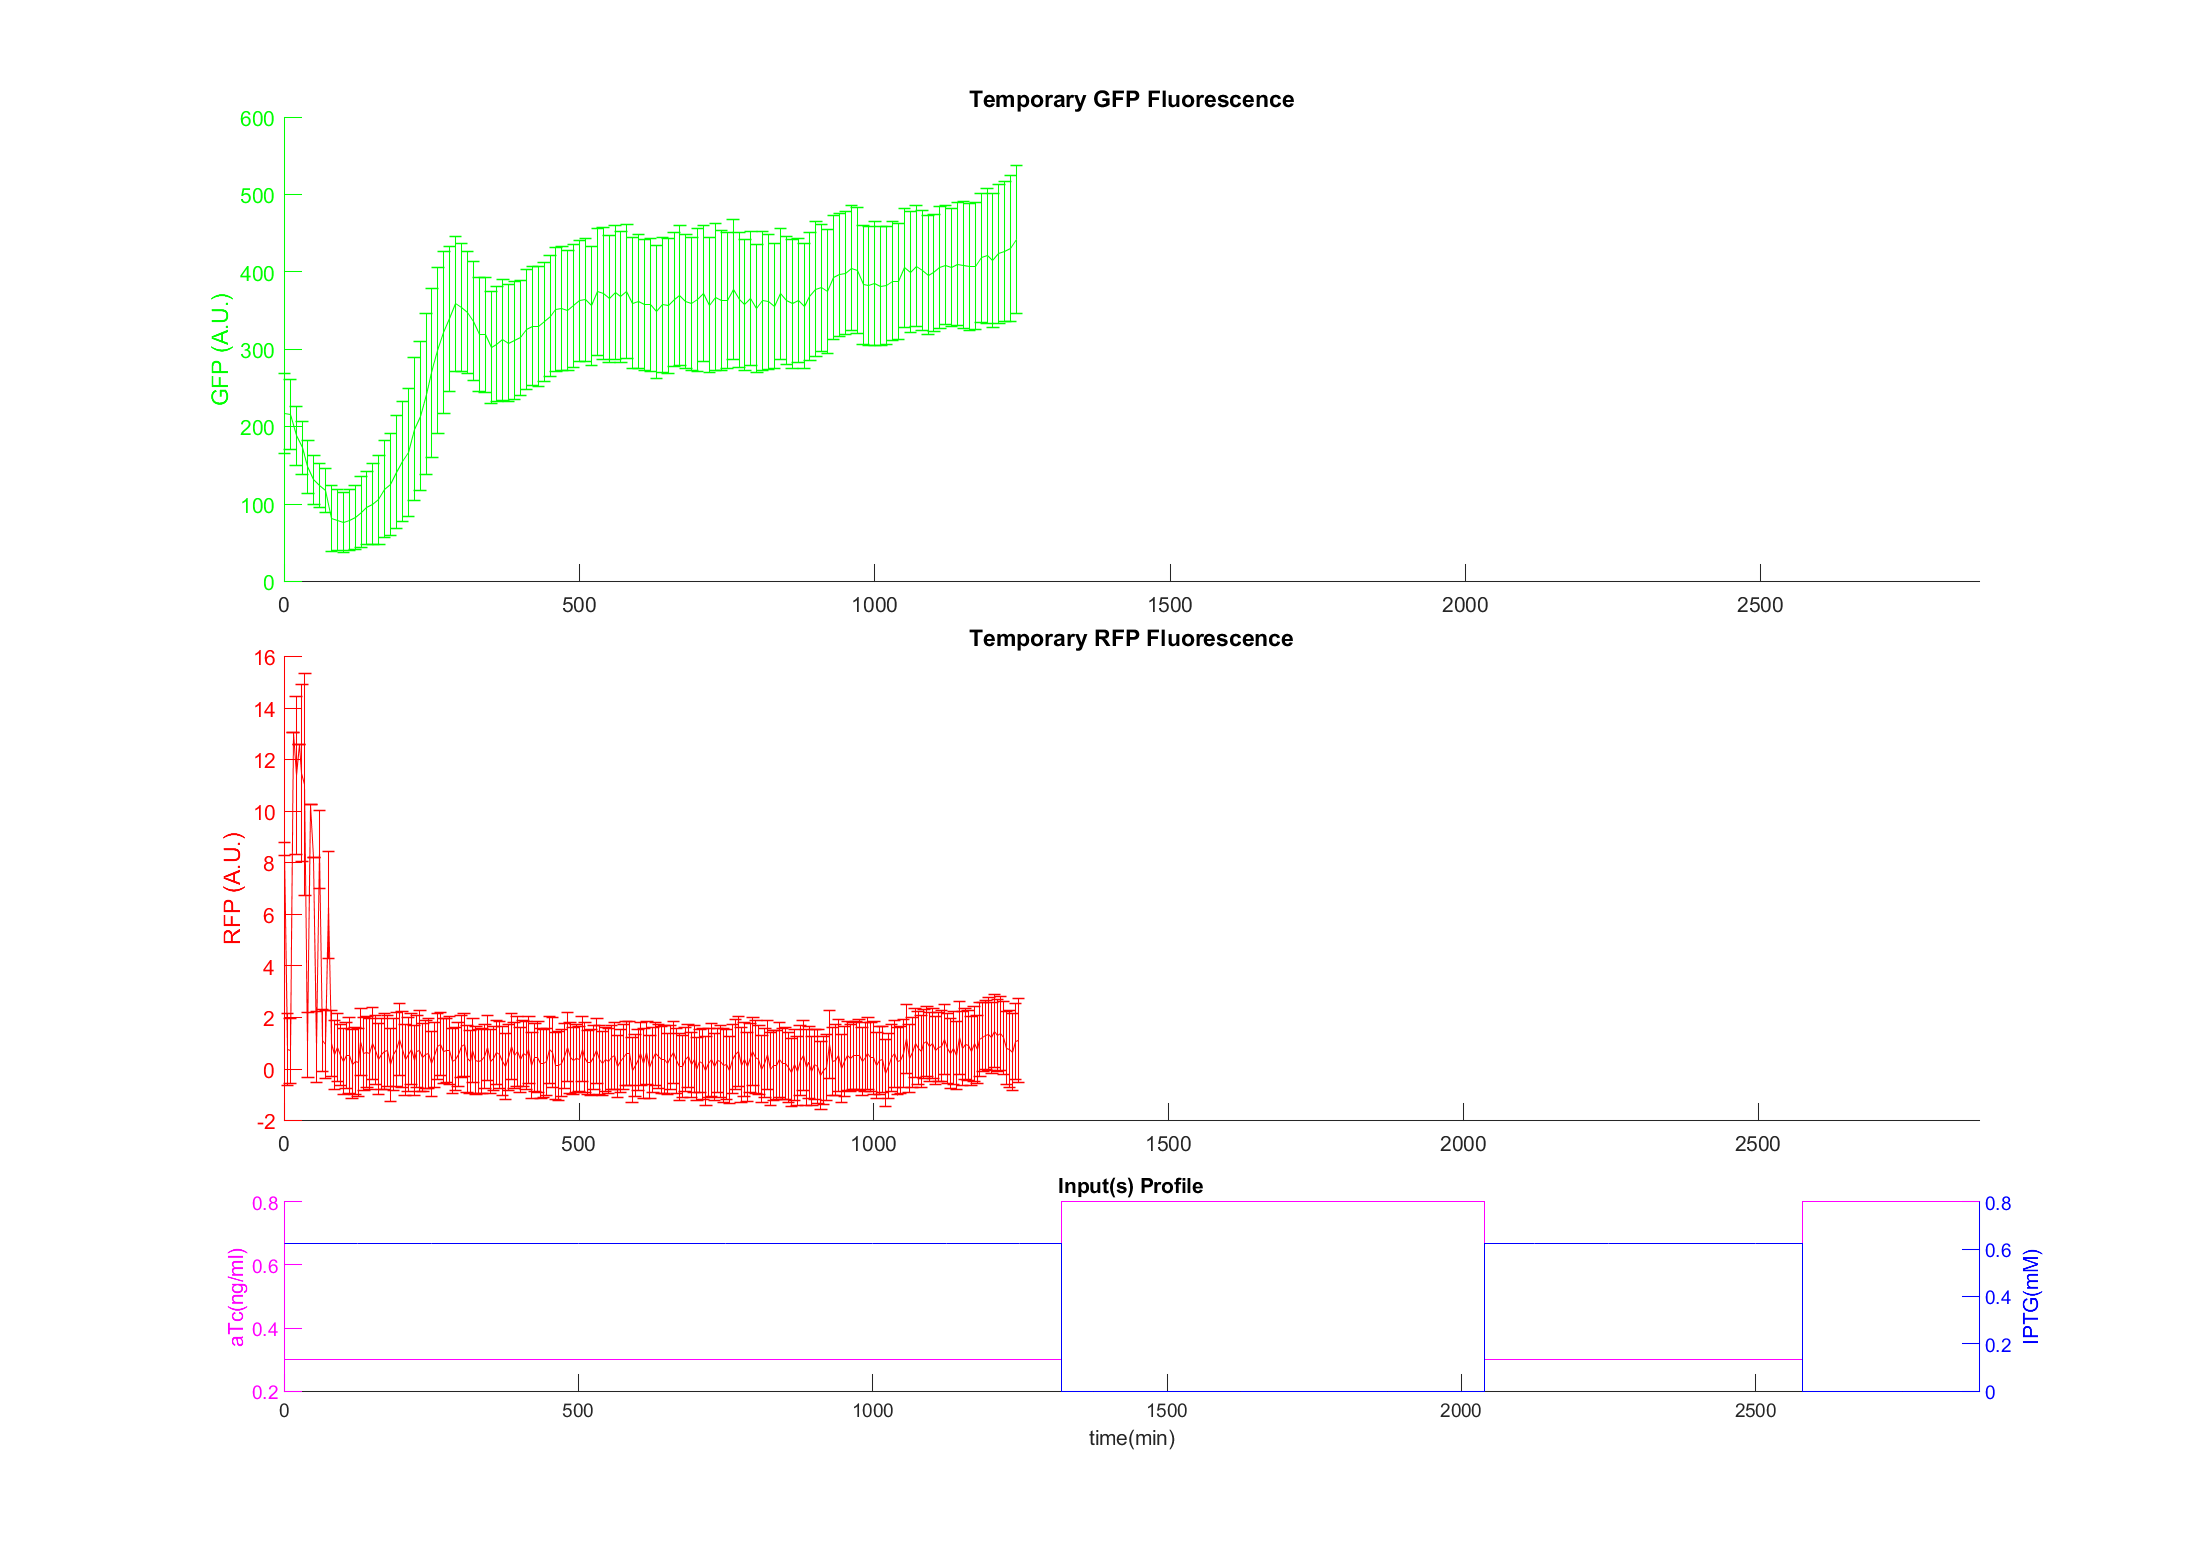 Temporary GFP Fluorescence
600
500
400
300
200
100
0
GFP (A.U.)
0 500 1000 1500 2000 2500
Temporary RFP Fluorescence
16
14
12
10
8
6
4
2
0
-2
RFP (A.U.)
0 500 1000 1500 2000 2500
Input(s) Profile
0.8
0.6
0.4
0.2
aTc(ng/ml)
0.8
0.6
0.4
0.2
0
IPTG(mM)
0 500 1000 1500 2000 2500
time(min)